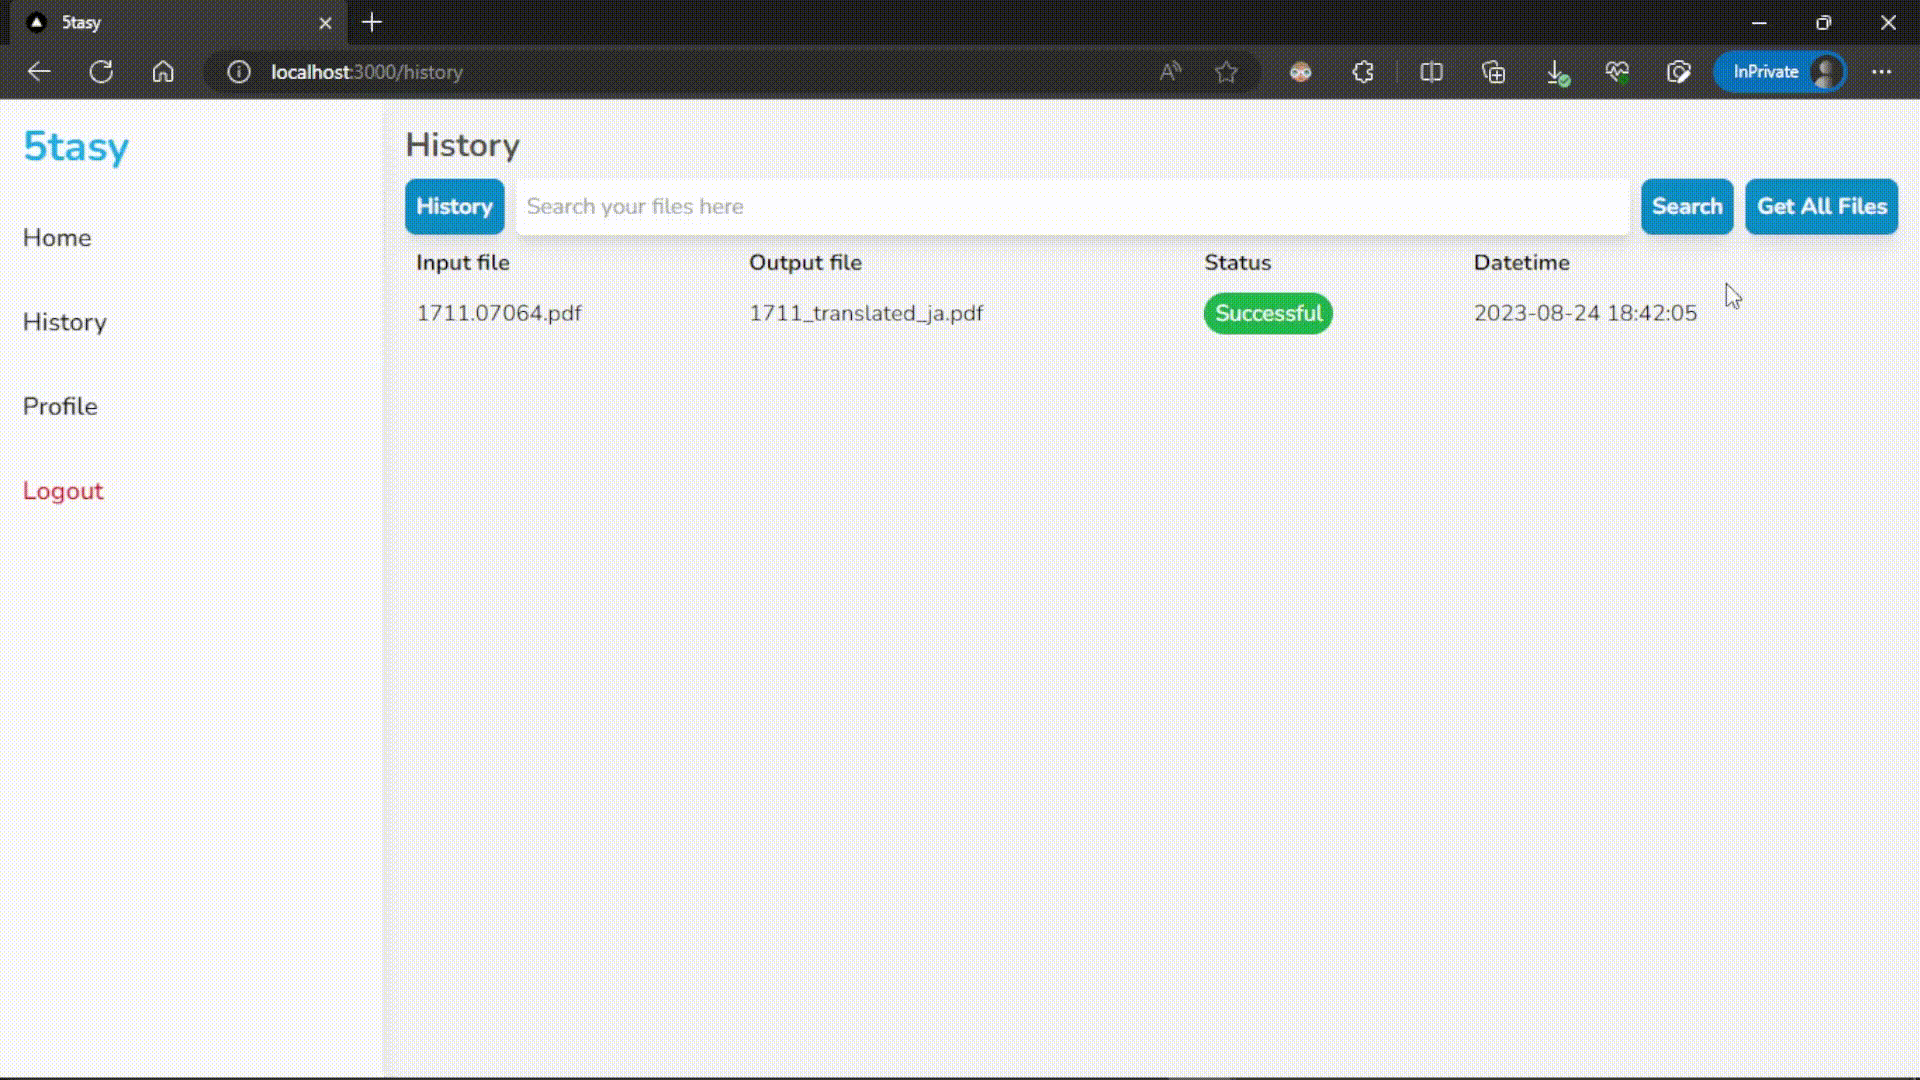 5tasy
localhost:3000/history
InPrivate
5tasy
Home
History
Profile
Logout
History
History Search your files here Search Get All Files
Input file Output file Status Datetime
1711.07064.pdf 1711_translated_ja.pdf Successful 2023-08-24 18:42:05